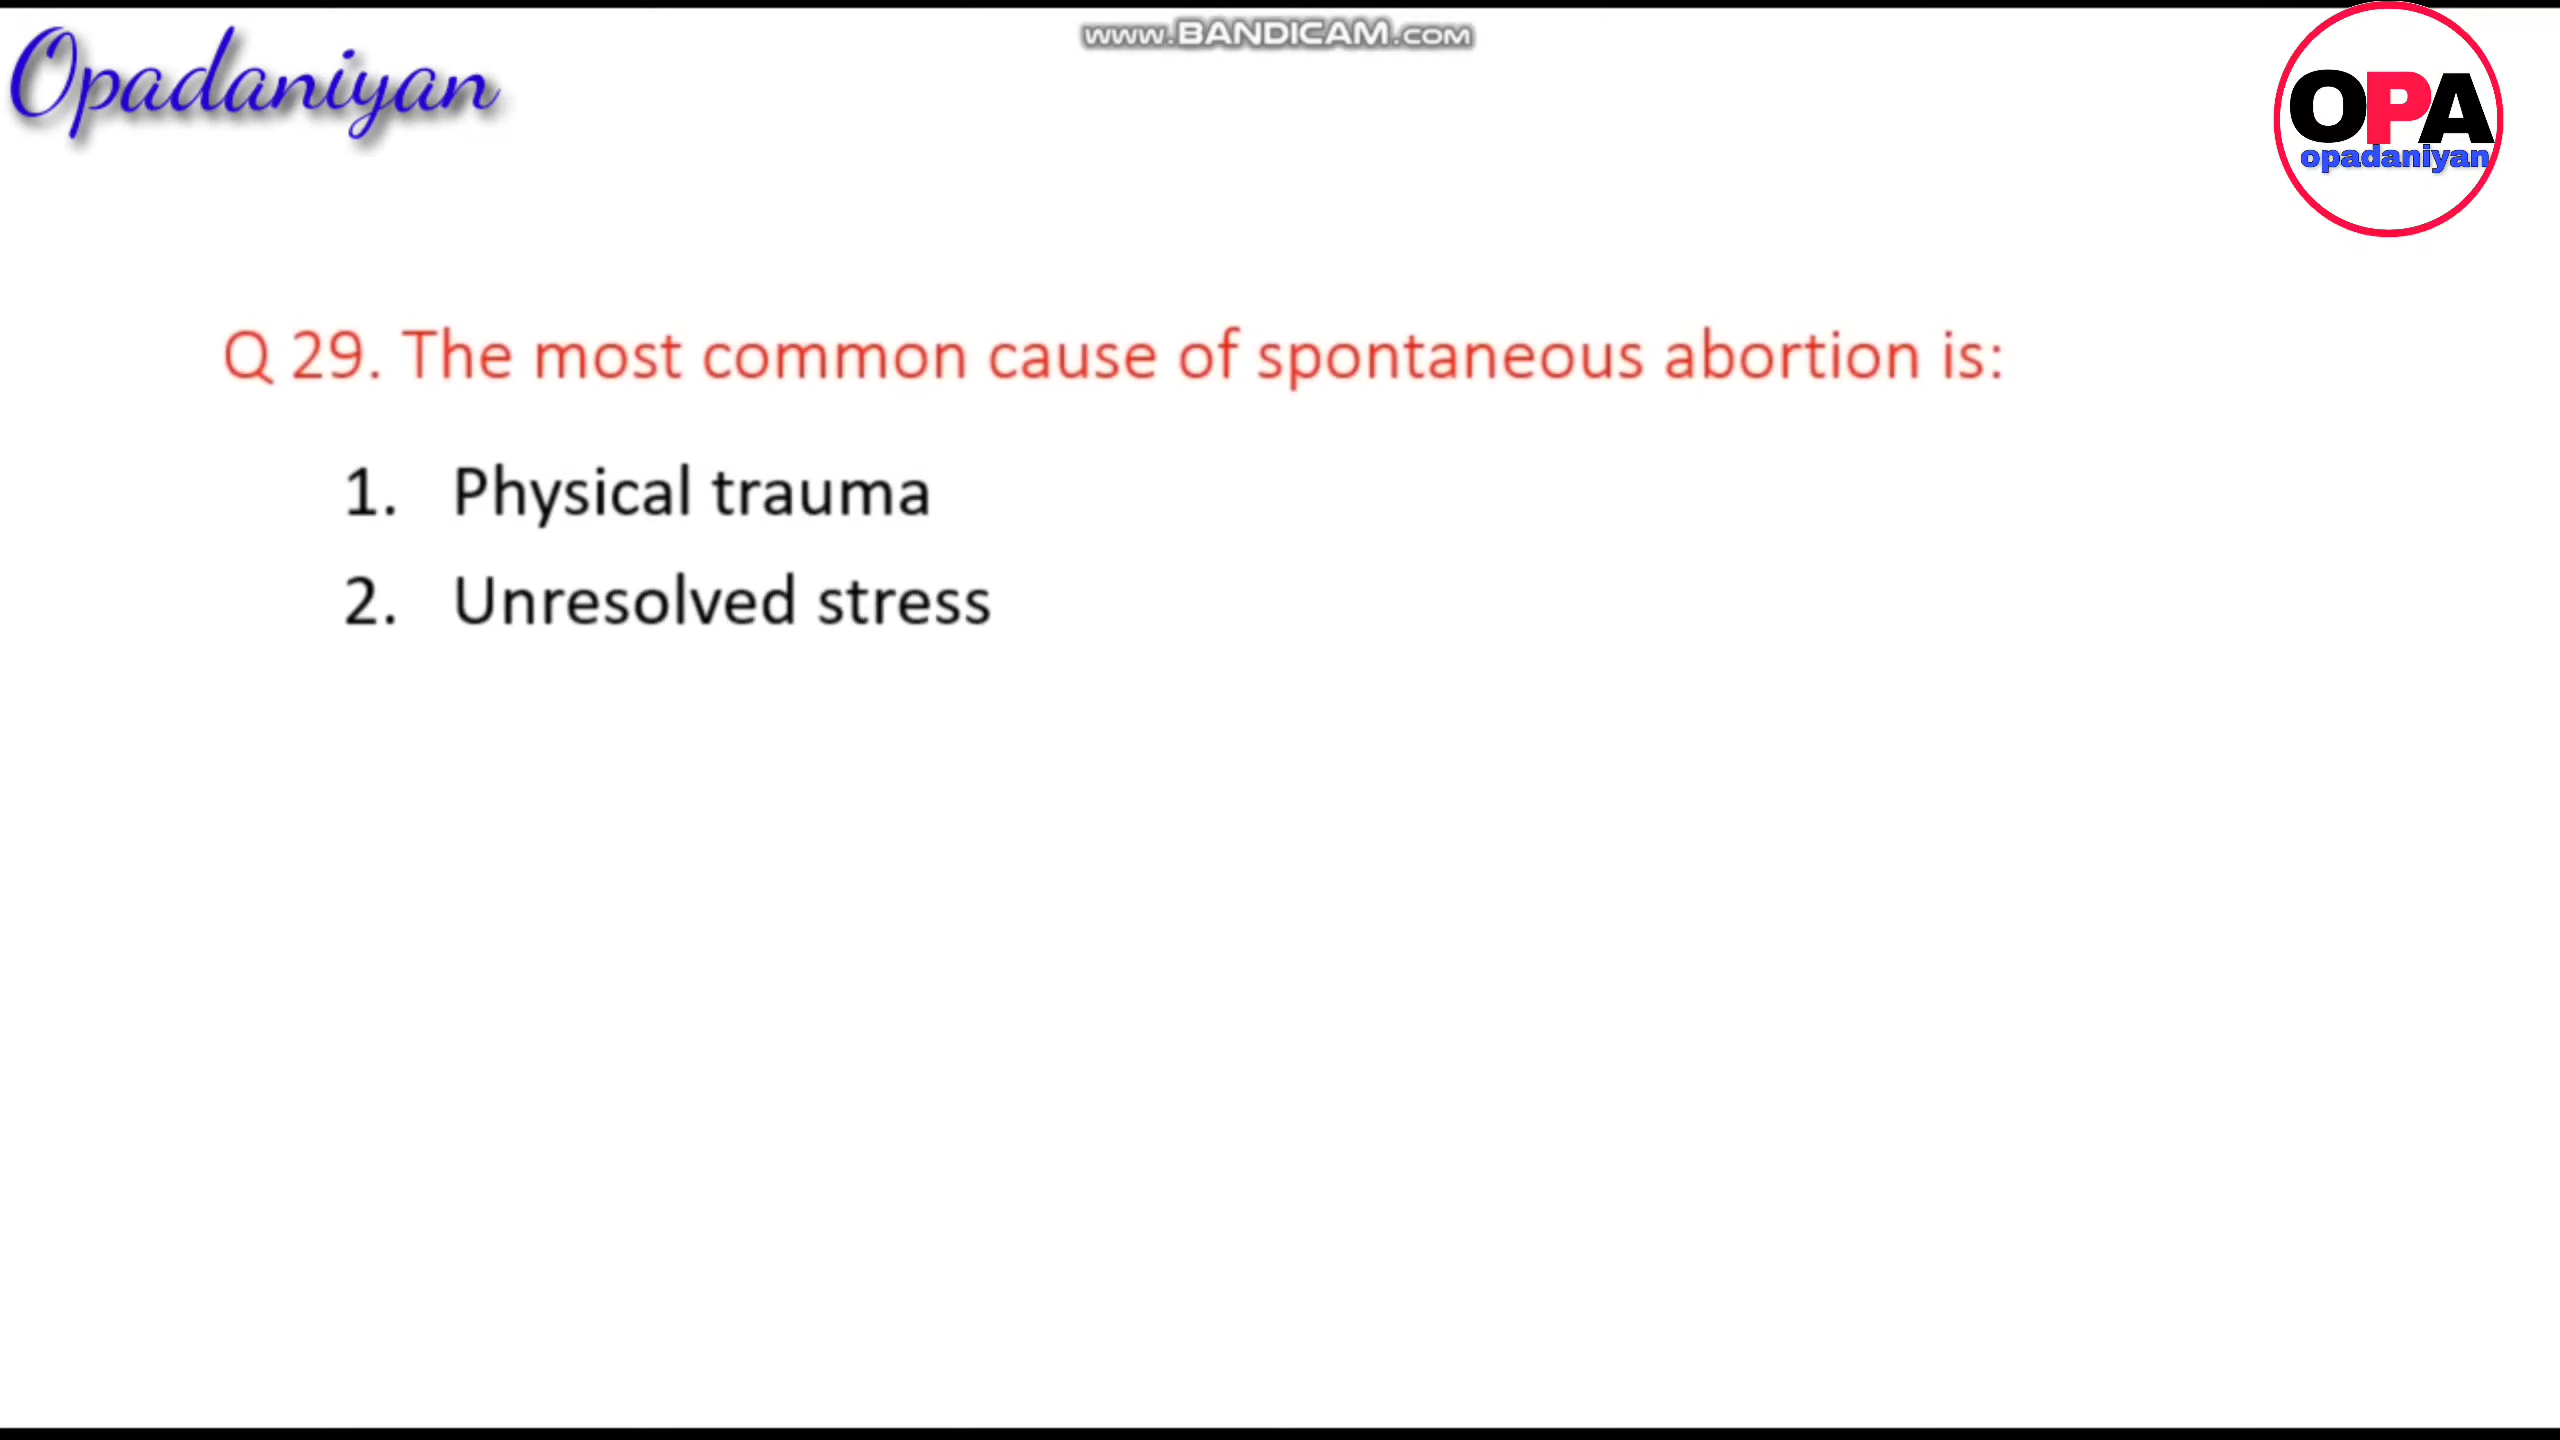 www.BANDICAM.com
Opadaniyan
OPA
opadaniyan
Q 29. The most common cause of spontaneous abortion is:
1. Physical trauma
2. Unresolved stress